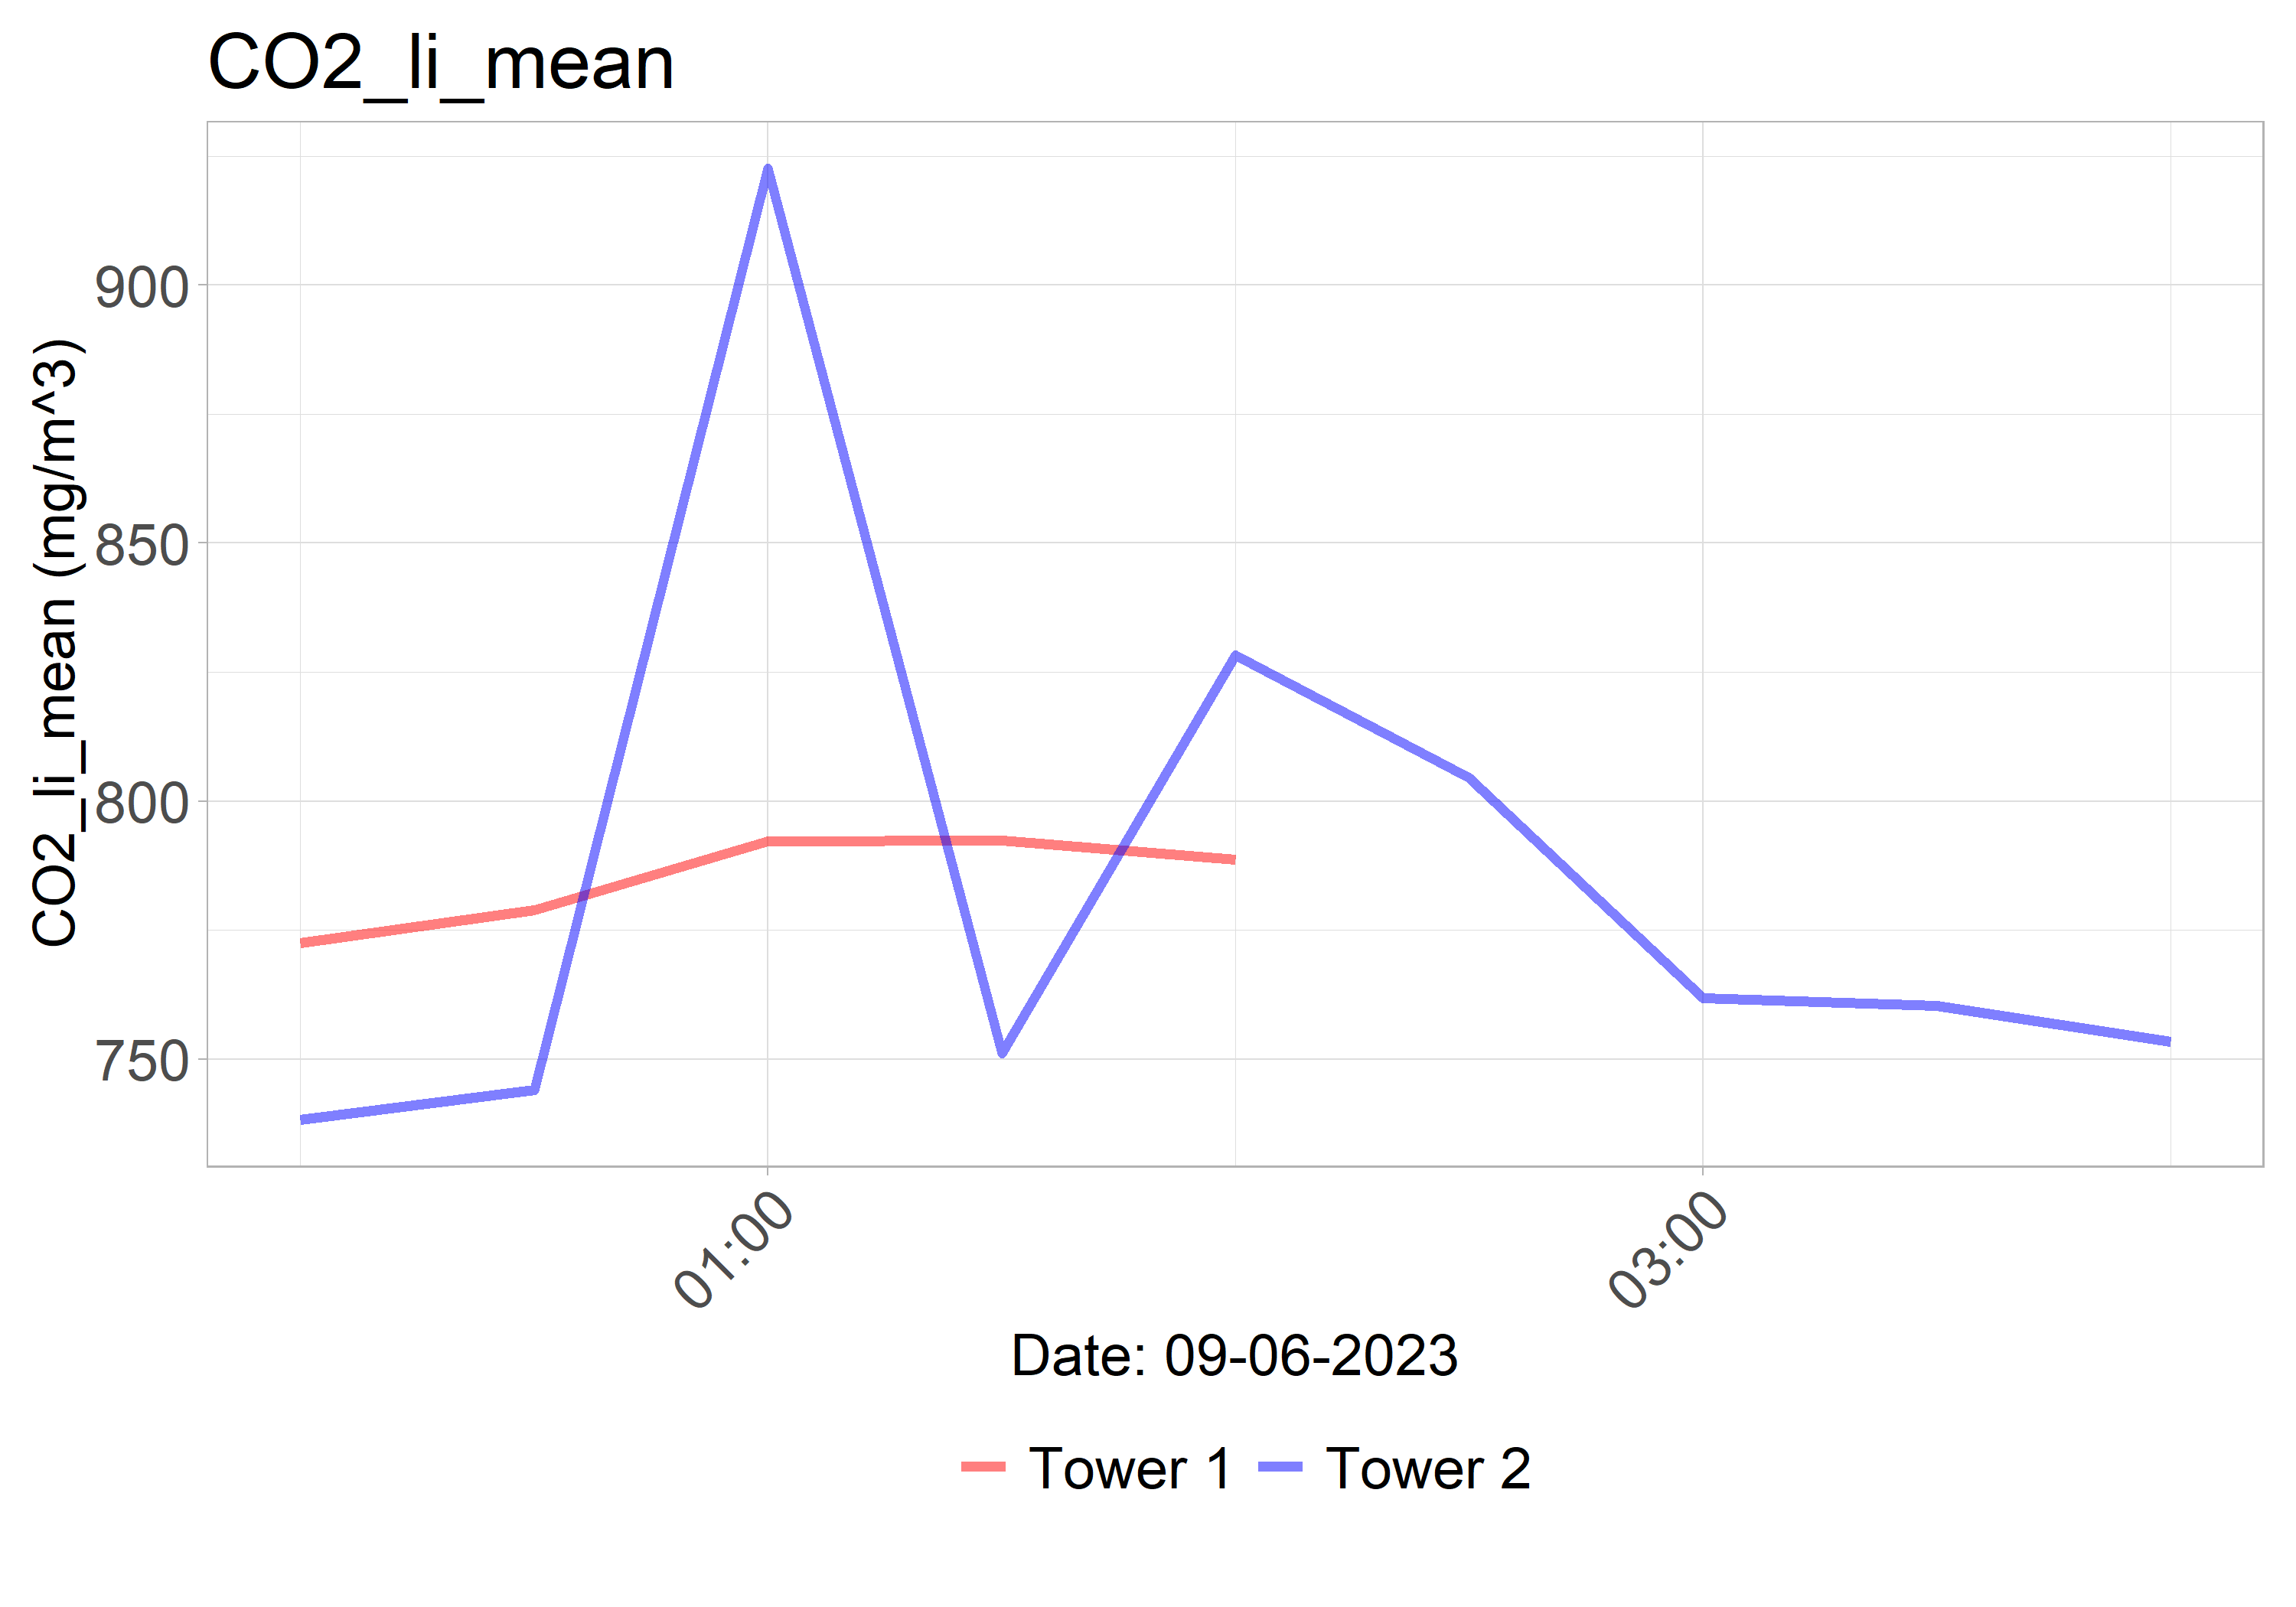 CO2_li_mean
CO2_li_mean (mg/m^3)
900
850
800
750
01:00
03:00
Date: 09-06-2023
Tower 1
Tower 2